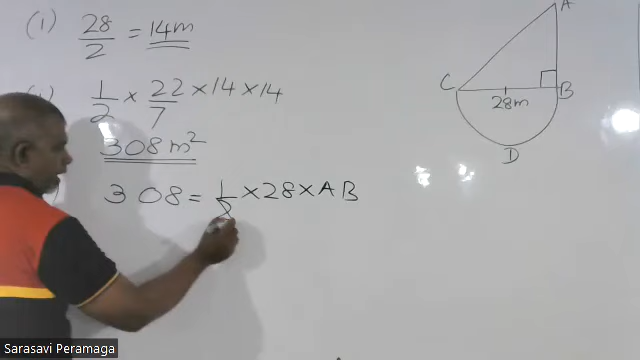 (1) 28/2 = 14m
1/2 × 22/7 × 14 × 14
308 m²
308 = 1/2 × 28 × AB
A
C
B
28m
D
Sarasavi Peramaga